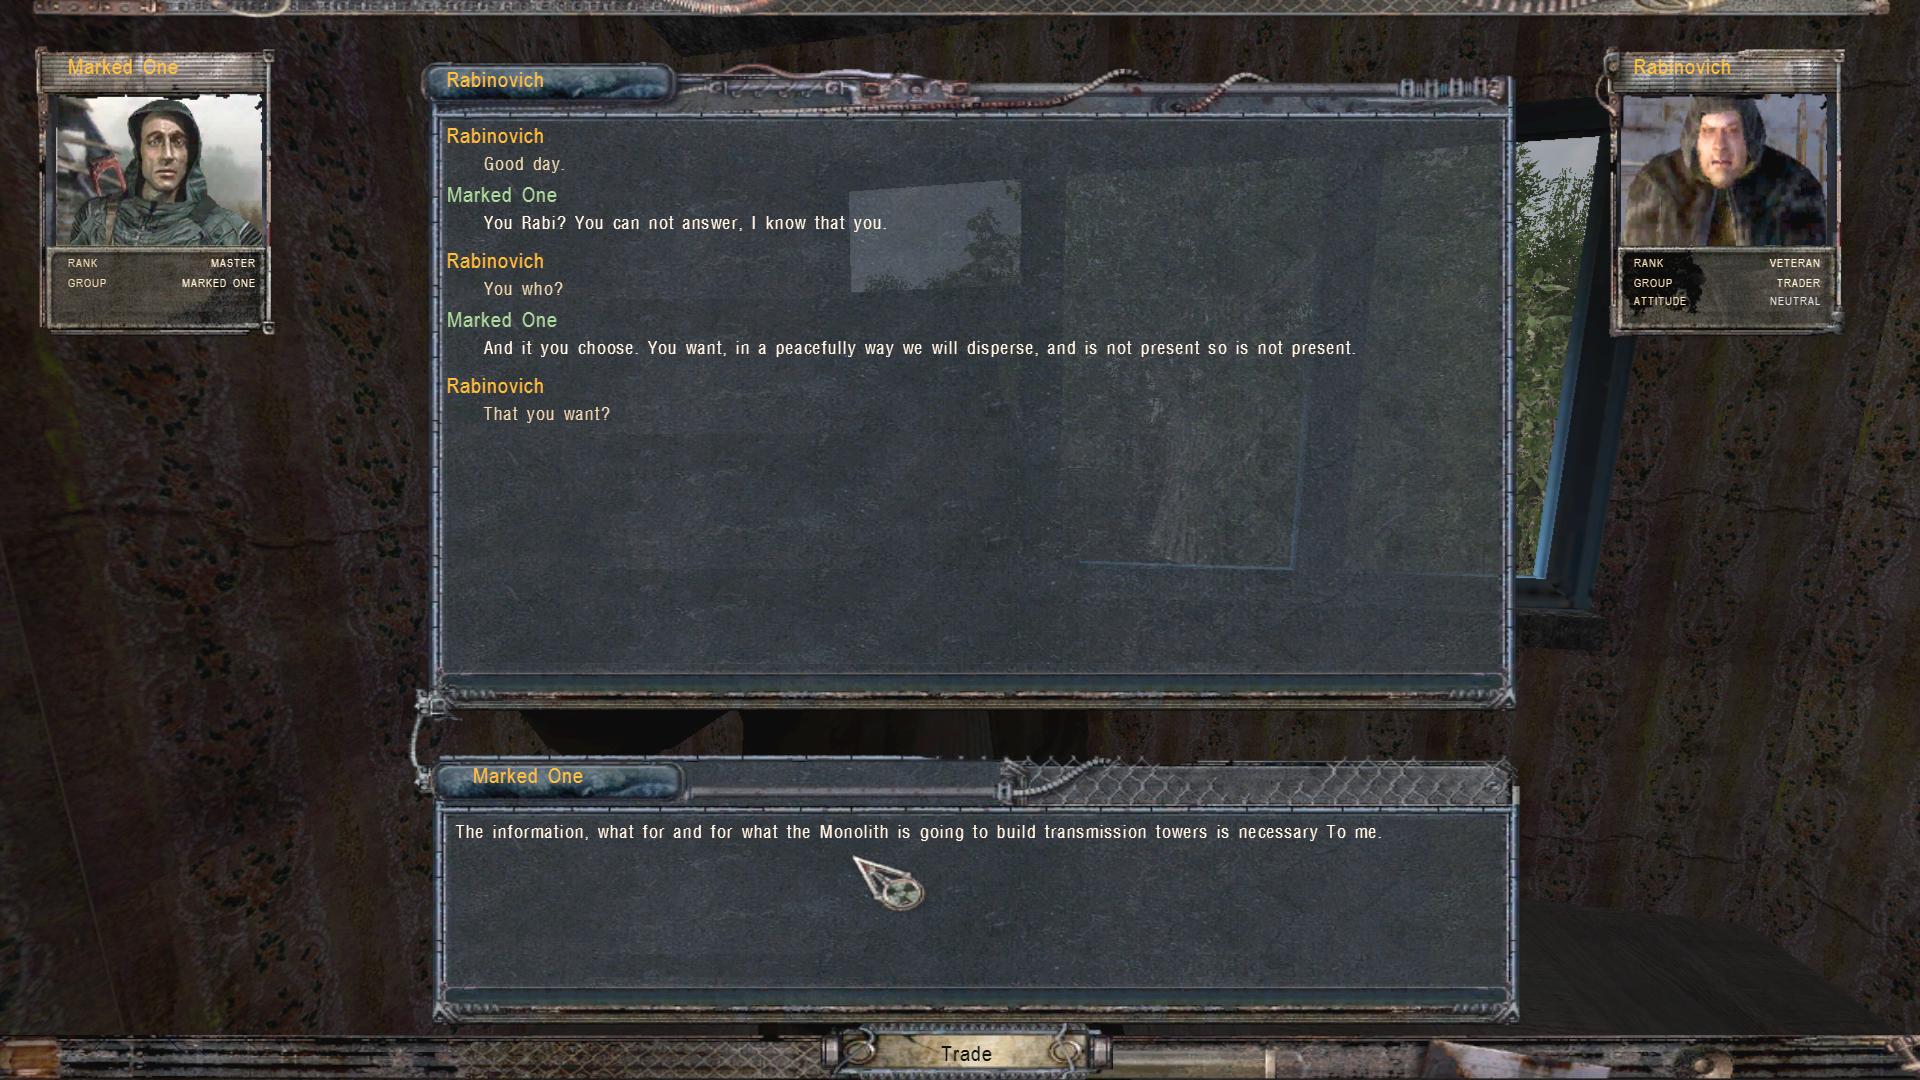 Marked One
RANK MASTER
GROUP MARKED ONE
Rabinovich
Rabinovich
Good day.
Marked One
You Rabi? You can not answer, I know that you.
Rabinovich
You who?
Marked One
And it you choose. You want, in a peacefully way we will disperse, and is not present so is not present.
Rabinovich
That you want?
Rabinovich
RANK VETERAN
GROUP TRADER
ATTITUDE NEUTRAL
Marked One
The information, what for and for what the Monolith is going to build transmission towers is necessary To me.
Trade